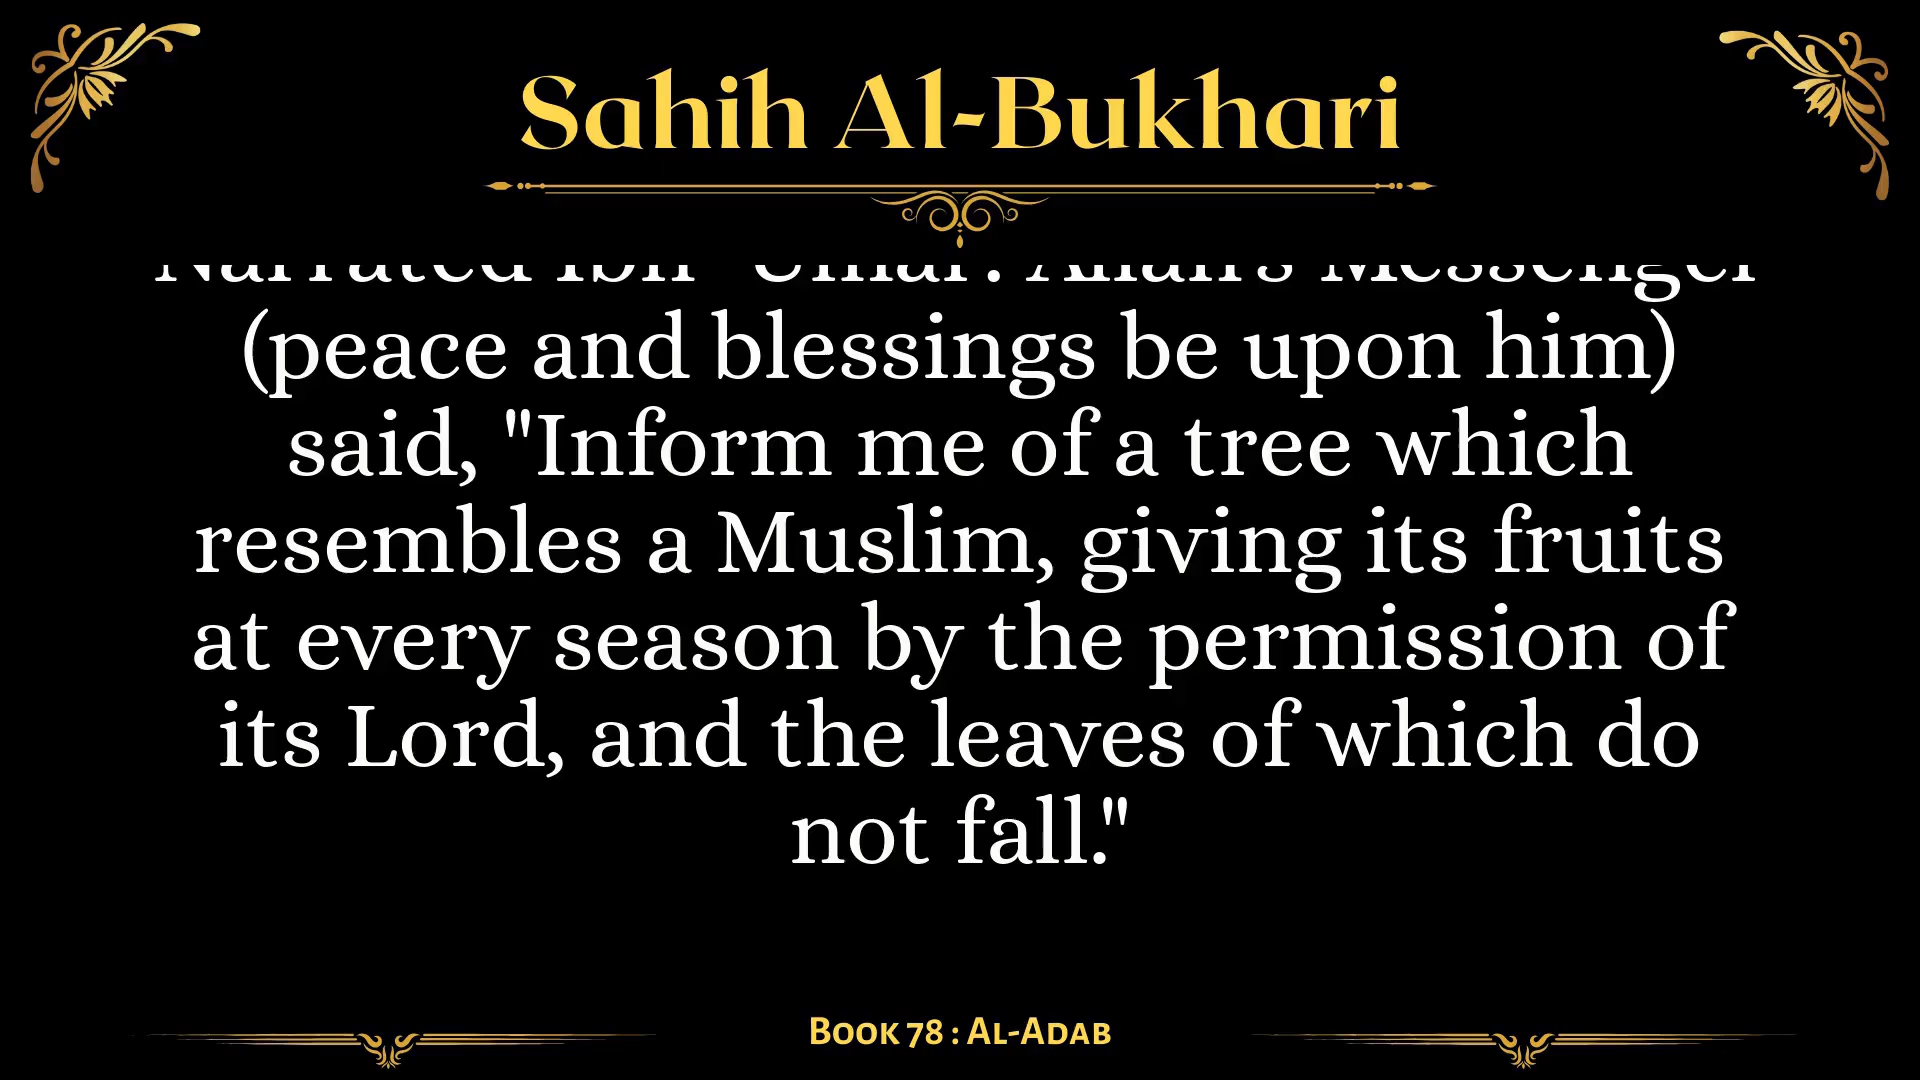 Sahih Al-Bukhari
Narrated Ibn 'Umar: Allah's Messenger
(peace and blessings be upon him)
said, "Inform me of a tree which
resembles a Muslim, giving its fruits
at every season by the permission of
its Lord, and the leaves of which do
not fall."
Book 78 : Al-Adab